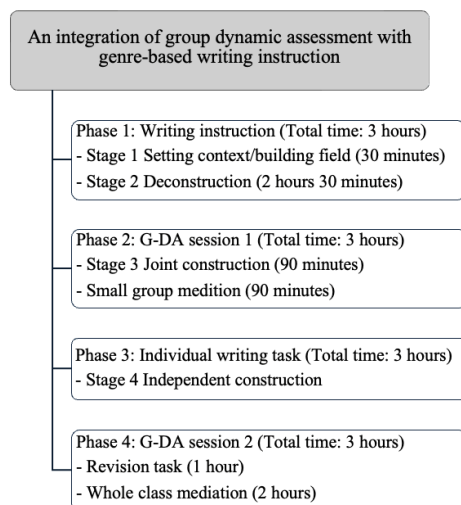 An integration of group dynamic assessment with
genre-based writing instruction
Phase 1: Writing instruction (Total time: 3 hours)
- Stage 1 Setting context/building field (30 minutes)
- Stage 2 Deconstruction (2 hours 30 minutes)
Phase 2: G-DA session 1 (Total time: 3 hours)
- Stage 3 Joint construction (90 minutes)
- Small group medition (90 minutes)
Phase 3: Individual writing task (Total time: 3 hours)
- Stage 4 Independent construction
Phase 4: G-DA session 2 (Total time: 3 hours)
- Revision task (1 hour)
- Whole class mediation (2 hours)